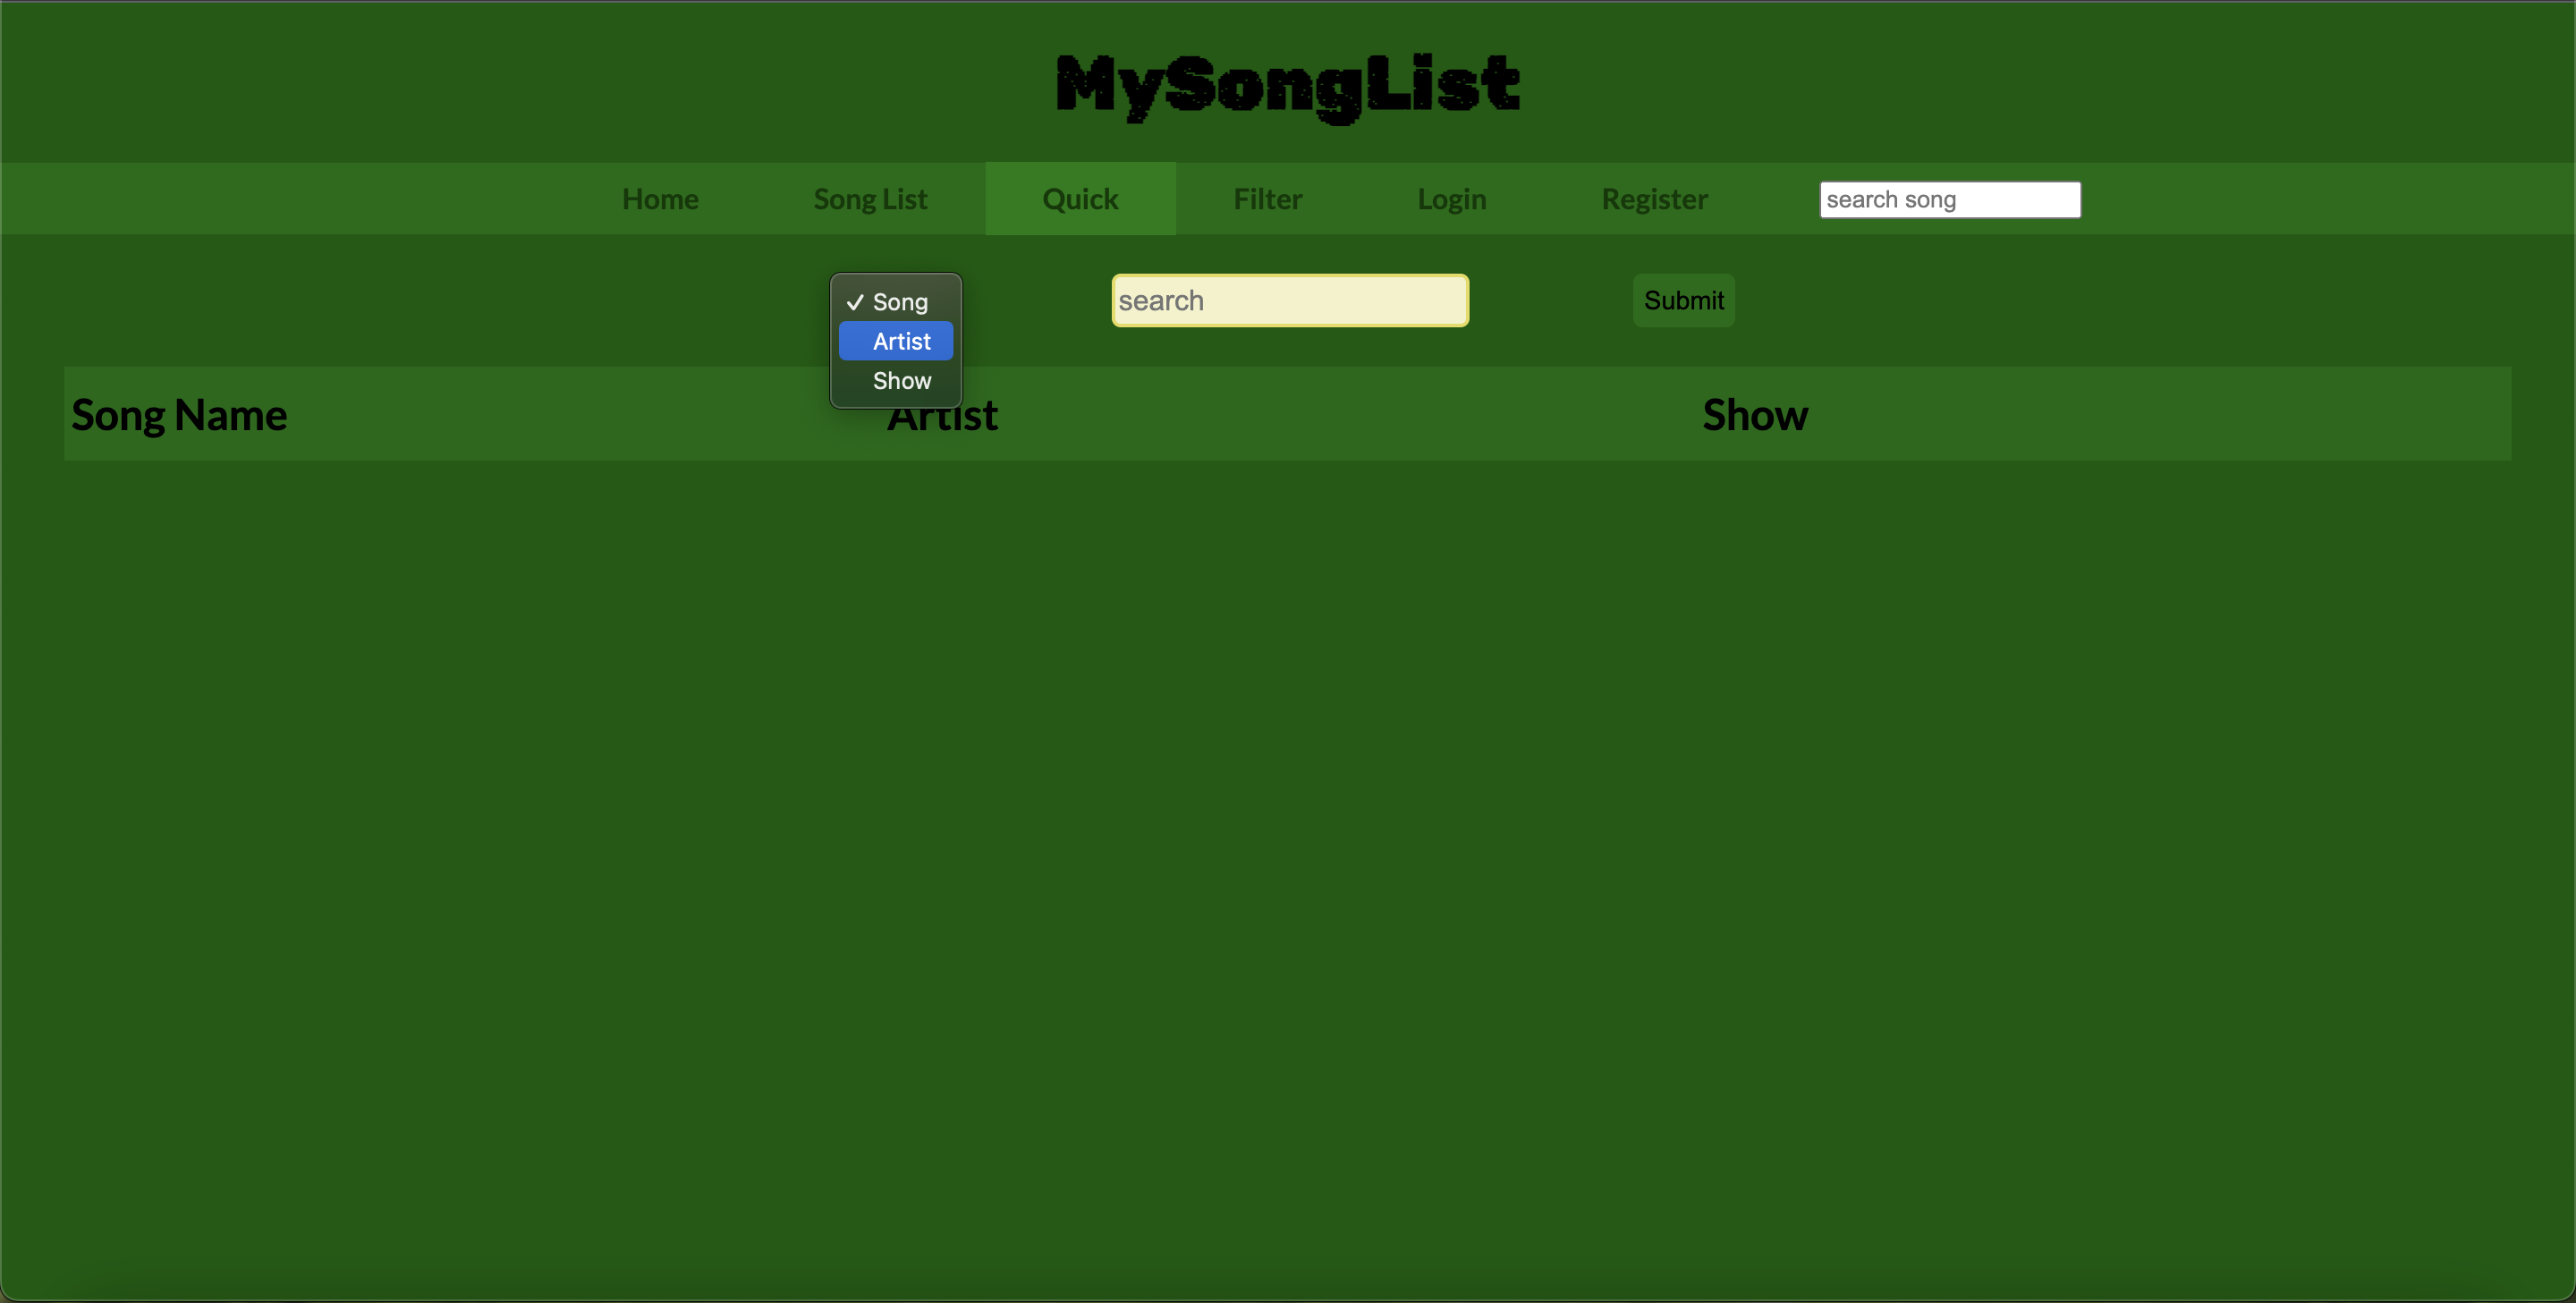 MySongList
Home Song List Quick Filter Login Register search song
✓ Song
Artist
Show
search
Submit
Song Name Artist Show